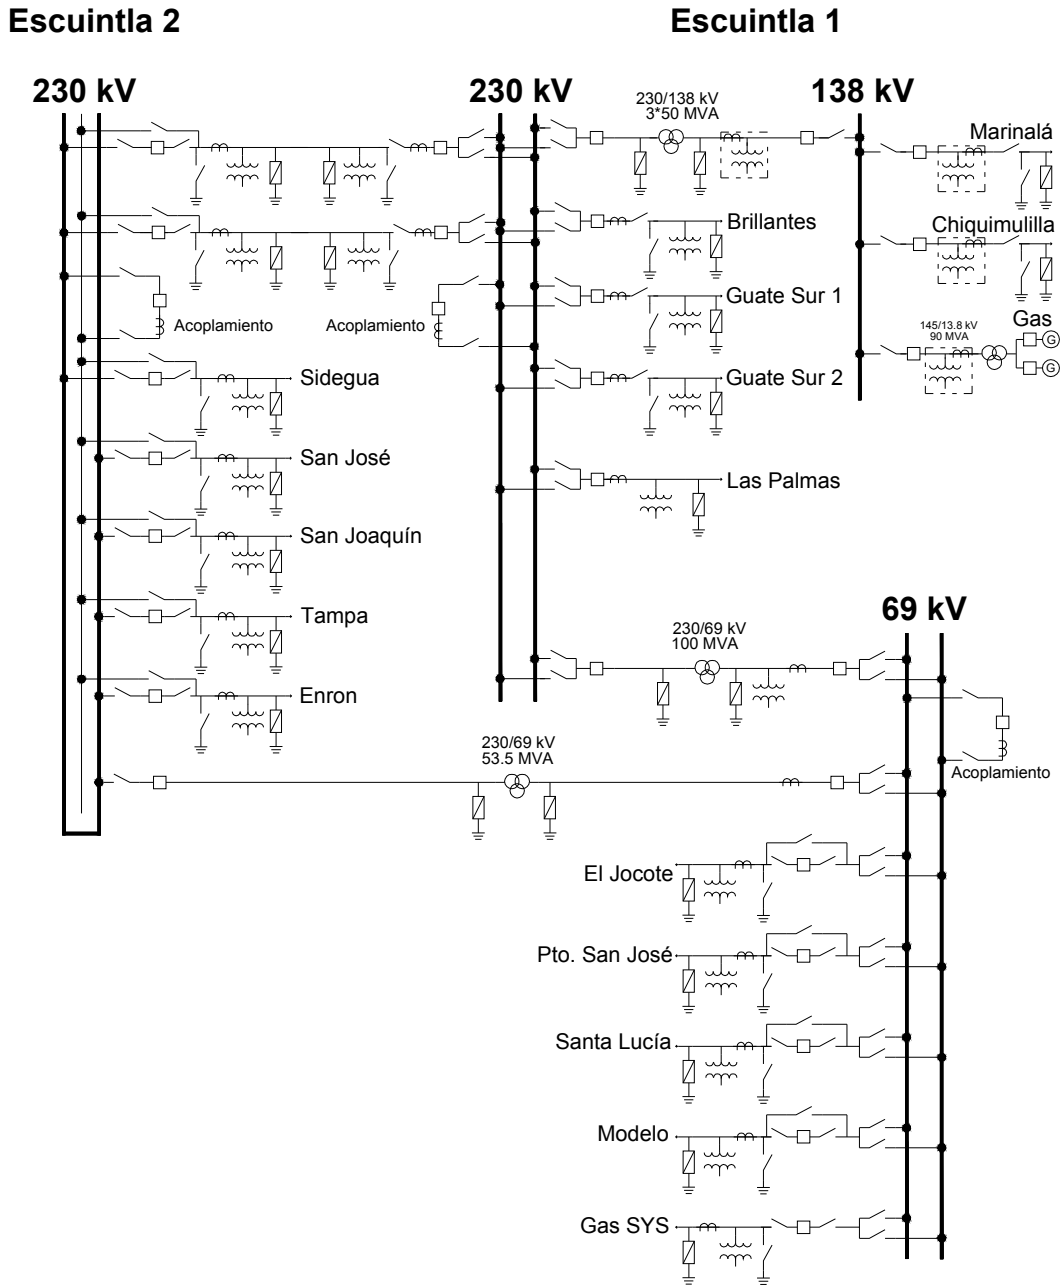 Escuintla 2
Escuintla 1
230 kV
230 kV
138 kV
230/138 kV
3*50 MVA
Marinalá
Brillantes
Chiquimulilla
Guate Sur 1
Gas
145/13.8 kV
90 MVA
G
G
Acoplamiento
Acoplamiento
Sidegua
Guate Sur 2
San José
Las Palmas
San Joaquín
Tampa
69 kV
230/69 kV
100 MVA
Enron
230/69 kV
53.5 MVA
Acoplamiento
El Jocote
Pto. San José
Santa Lucía
Modelo
Gas SYS